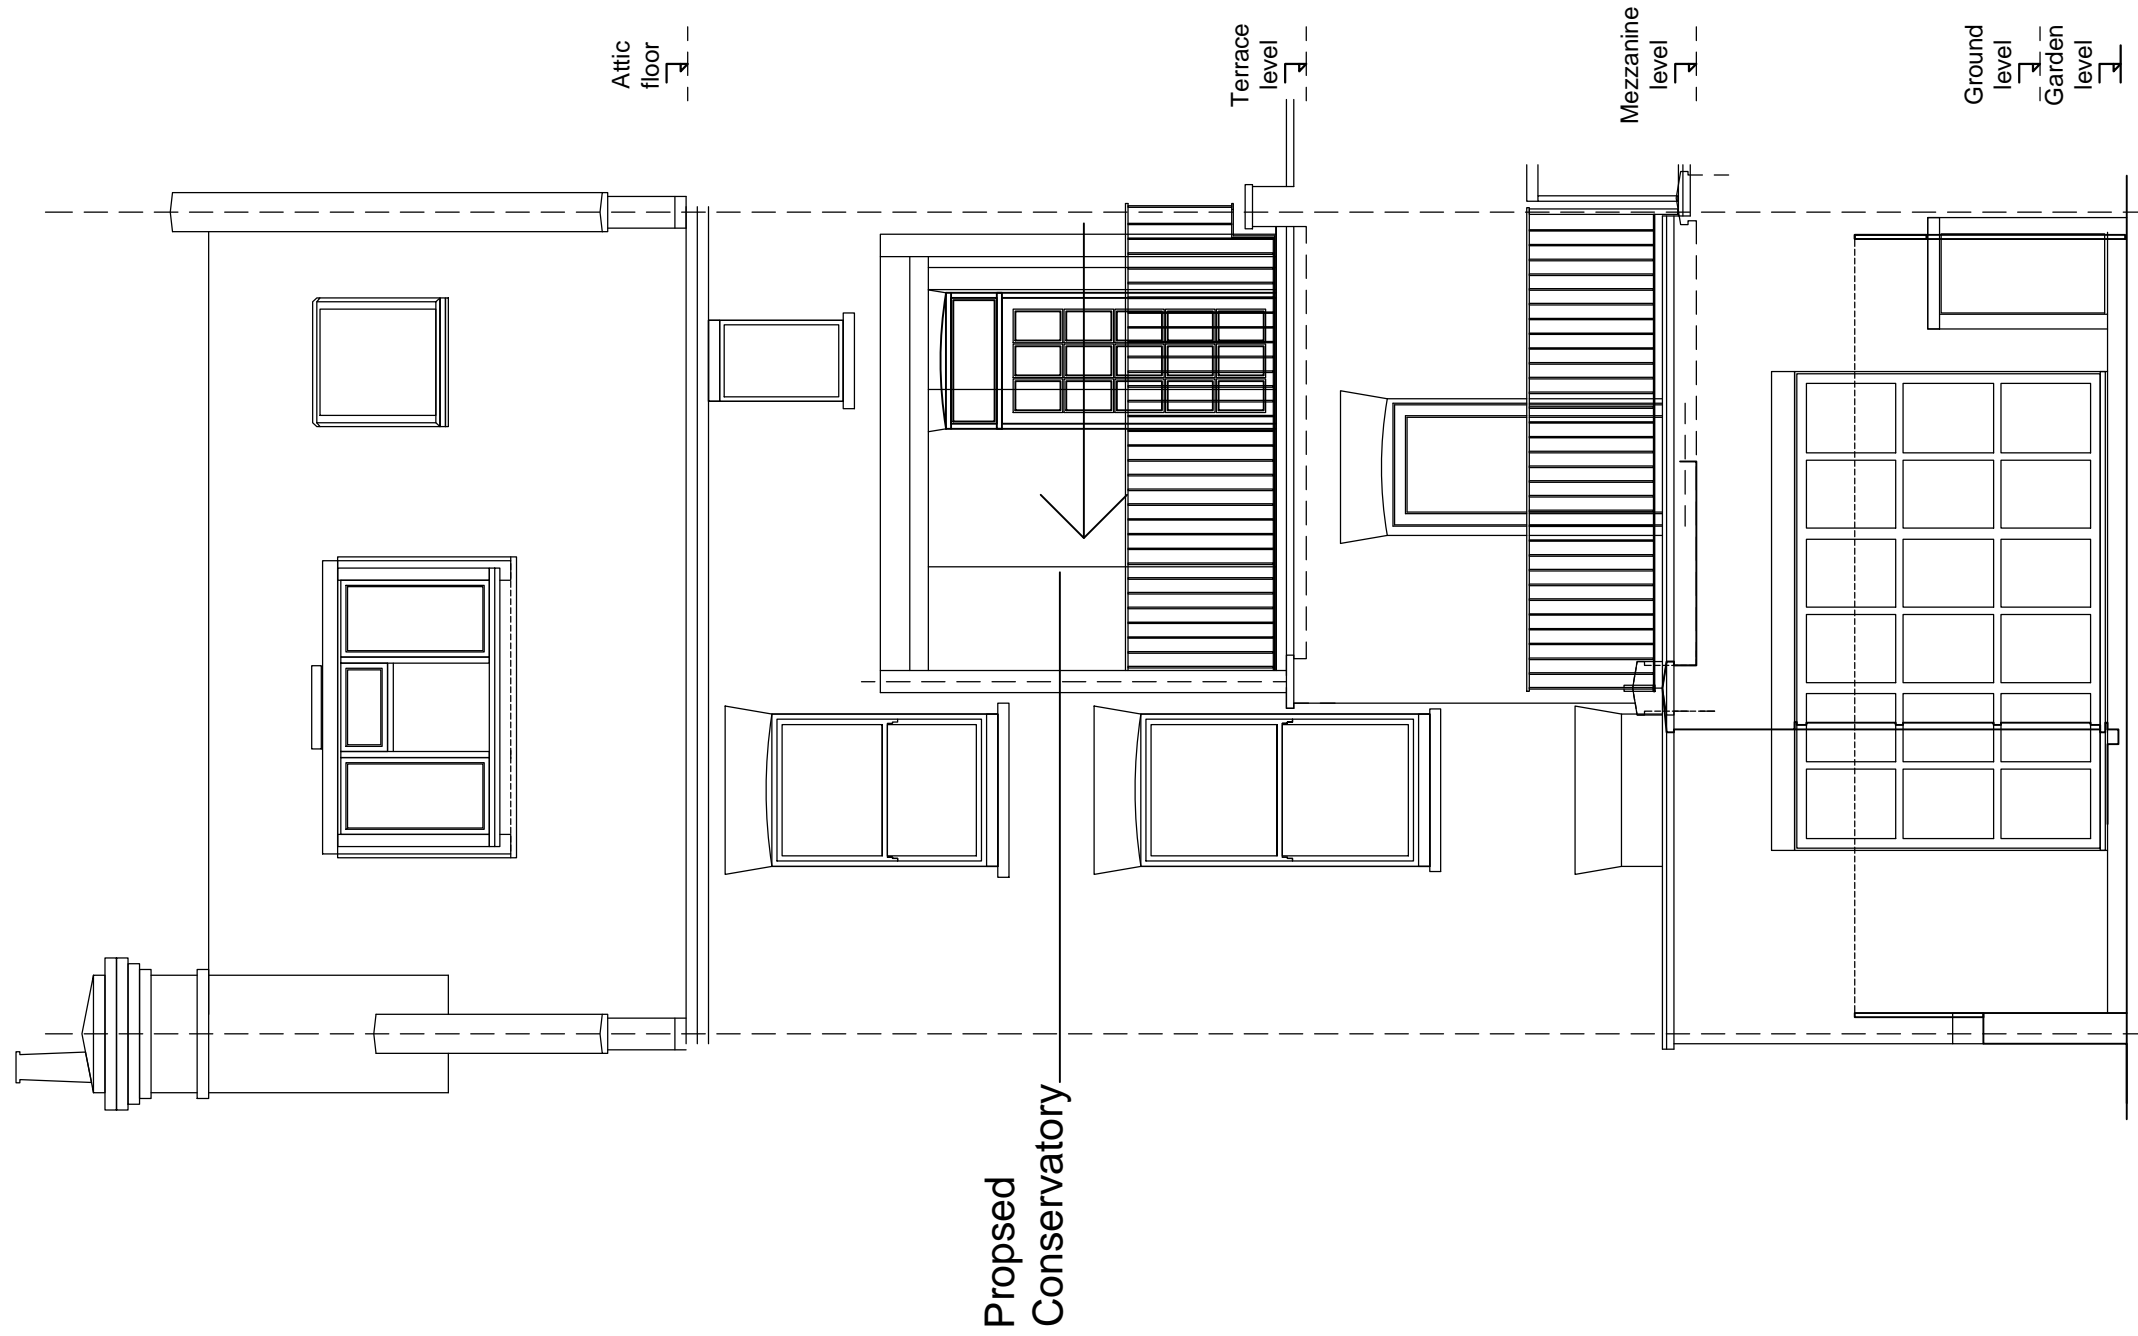 Attic
floor
Terrace
level
Mezzanine
level
Ground
level
Garden
level
Propsed
Conservatory